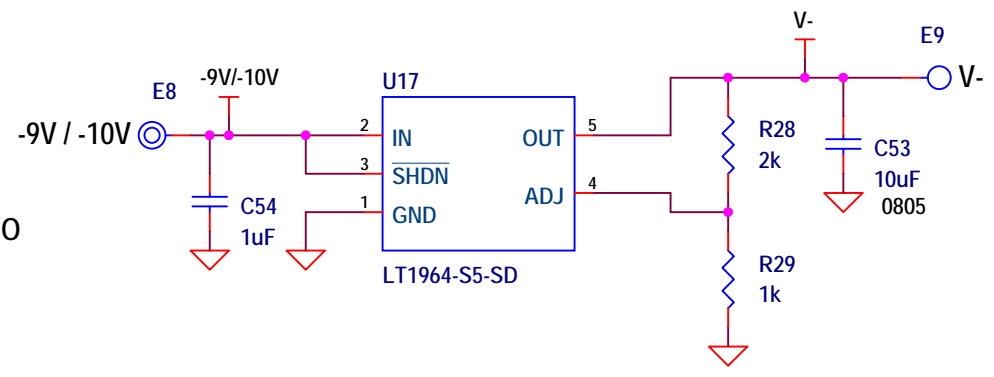 V-
E9
V-
-9V/-10V
E8
-9V / -10V
U17
2
IN
OUT
5
3
SHDN
ADJ
4
1
GND
LT1964-S5-SD
C54
1uF
O
R28
2k
C53
10uF
0805
R29
1k